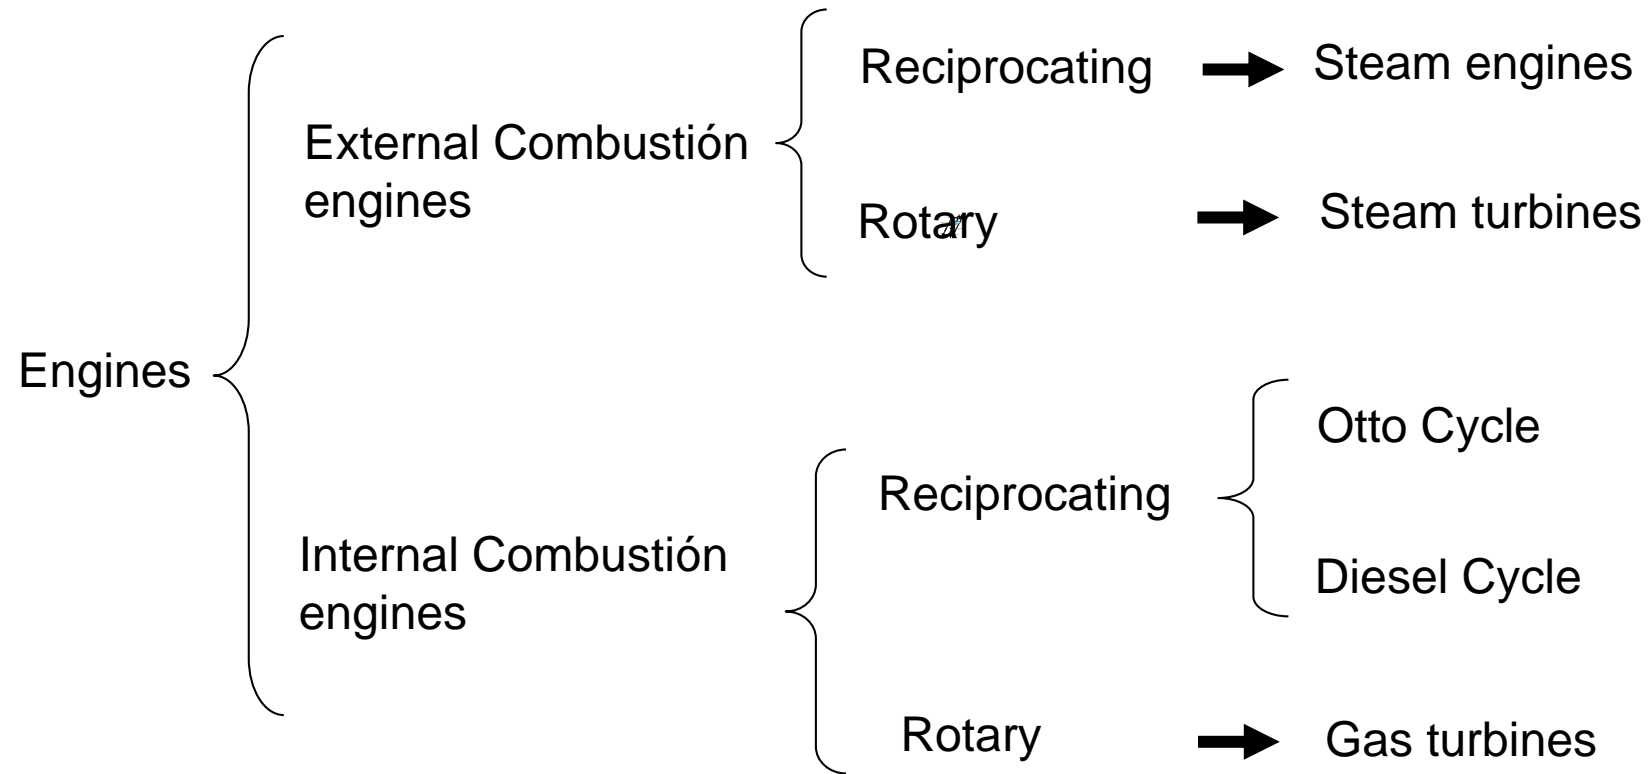 Reciprocating
Steam engines
External Combustión
engines
Rotary
Steam turbines
Engines
Otto Cycle
Reciprocating
Internal Combustión
engines
Diesel Cycle
Rotary
Gas turbines